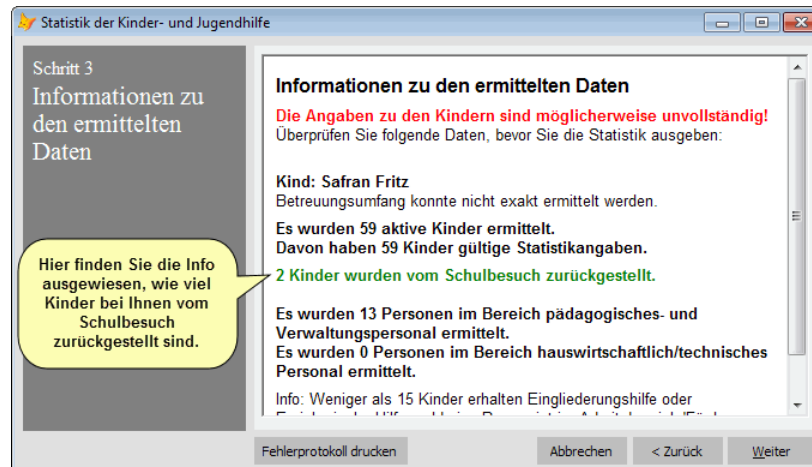 Statistik der Kinder- und Jugendhilfe
Schritt 3
Informationen zu
den ermittelten
Daten
Informationen zu den ermittelten Daten
Die Angaben zu den Kindern sind möglicherweise unvollständig!
Überprüfen Sie folgende Daten, bevor Sie die Statistik ausgeben:
Kind: Safran Fritz
Betreuungsumfang konnte nicht exakt ermittelt werden.
Es wurden 59 aktive Kinder ermittelt.
Davon haben 59 Kinder gültige Statistikangaben.
2 Kinder wurden vom Schulbesuch zurückgestellt.
Hier finden Sie die Info
ausgewiesen, wie viel
Kinder bei Ihnen vom
Schulbesuch
zurückgestellt sind.
Es wurden 13 Personen im Bereich pädagogisches- und
Verwaltungspersonal ermittelt.
Es wurden 0 Personen im Bereich hauswirtschaftlich/technisches
Personal ermittelt.
Info: Weniger als 15 Kinder erhalten Eingliederungshilfe oder
Fehlerprotokoll drucken
Abbrechen
< Zurück
Weiter